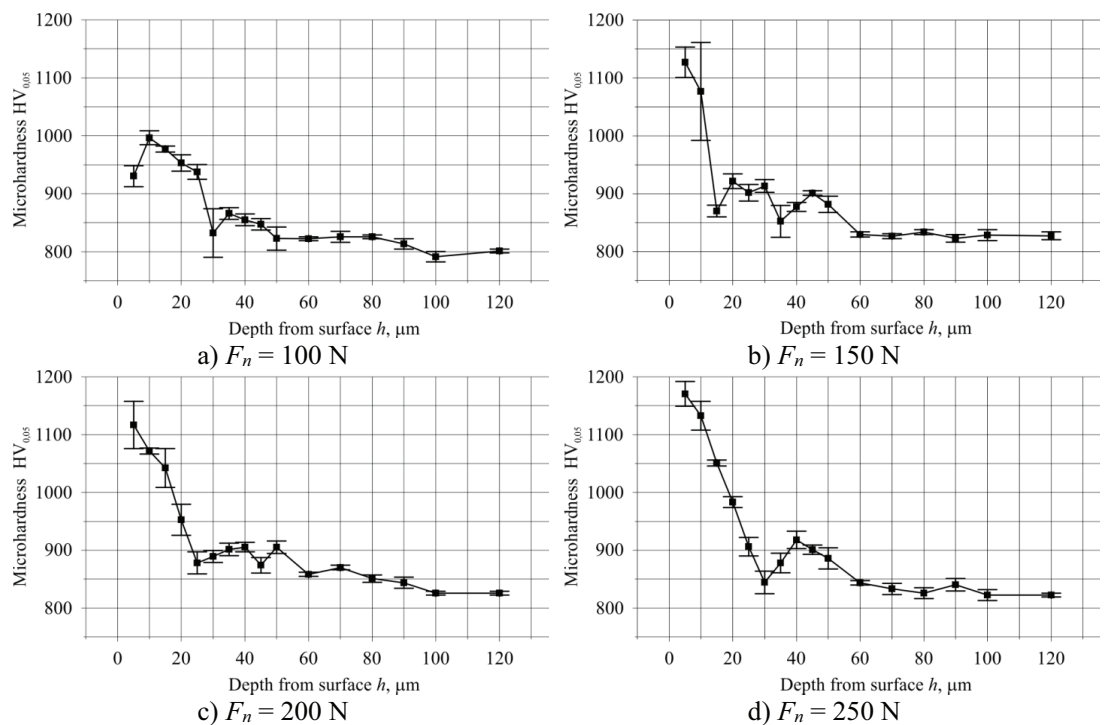 1200
1100
1000
900
800
Microhardness HV0,05
0 20 40 60 80 100 120
Depth from surface h, µm
a) Fn = 100 N
1200
1100
1000
900
800
Microhardness HV0,05
0 20 40 60 80 100 120
Depth from surface h, µm
b) Fn = 150 N
1200
1100
1000
900
800
Microhardness HV0,05
0 20 40 60 80 100 120
Depth from surface h, µm
c) Fn = 200 N
1200
1100
1000
900
800
Microhardness HV0,05
0 20 40 60 80 100 120
Depth from surface h, µm
d) Fn = 250 N